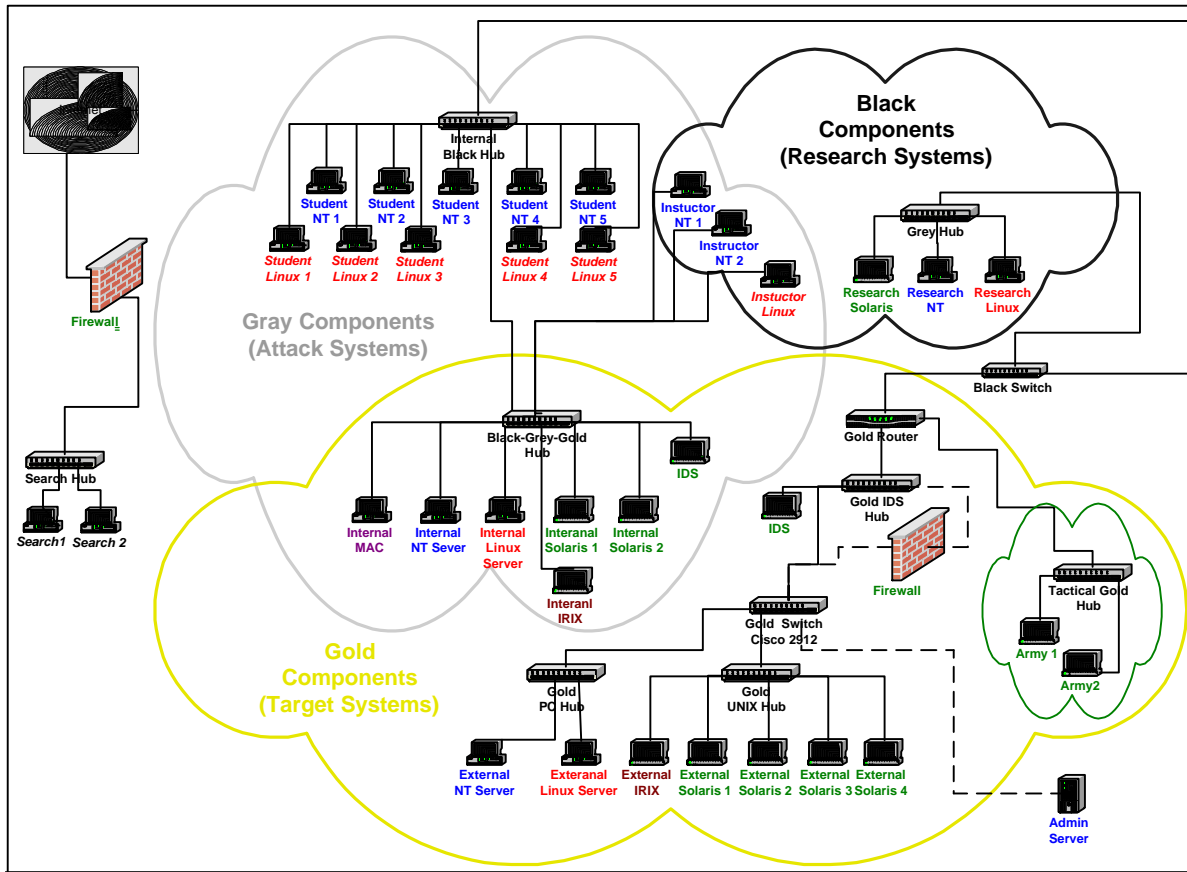 Black
Components
(Research Systems)
Internal
Black Hub
Student
NT 1
Student
NT 2
Student
NT 3
Student
NT 4
Student
NT 5
Student
Linux 1
Student
Linux 2
Student
Linux 3
Student
Linux 4
Student
Linux 5
Instuctor
NT 1
Instructor
NT 2
Instuctor
Linux
Grey Hub
Research
Solaris
Research
NT
Research
Linux
Firewall
Gray Components
(Attack Systems)
Black Switch
Black-Grey-Gold
Hub
Gold Router
IDS
Search Hub
Search1
Search 2
Internal
MAC
Internal
NT Sever
Internal
Linux
Server
Interanal
Solaris 1
Internal
Solaris 2
Interanl
IRIX
IDS
Gold IDS
Hub
Firewall
Tactical Gold
Hub
Army 1
Army2
Gold Switch
Cisco 2912
Gold
Components
(Target Systems)
Gold
PC Hub
Gold
UNIX Hub
External
NT Server
Exteranal
Linux Server
External
IRIX
External
Solaris 1
External
Solaris 2
External
Solaris 3
External
Solaris 4
Admin
Server